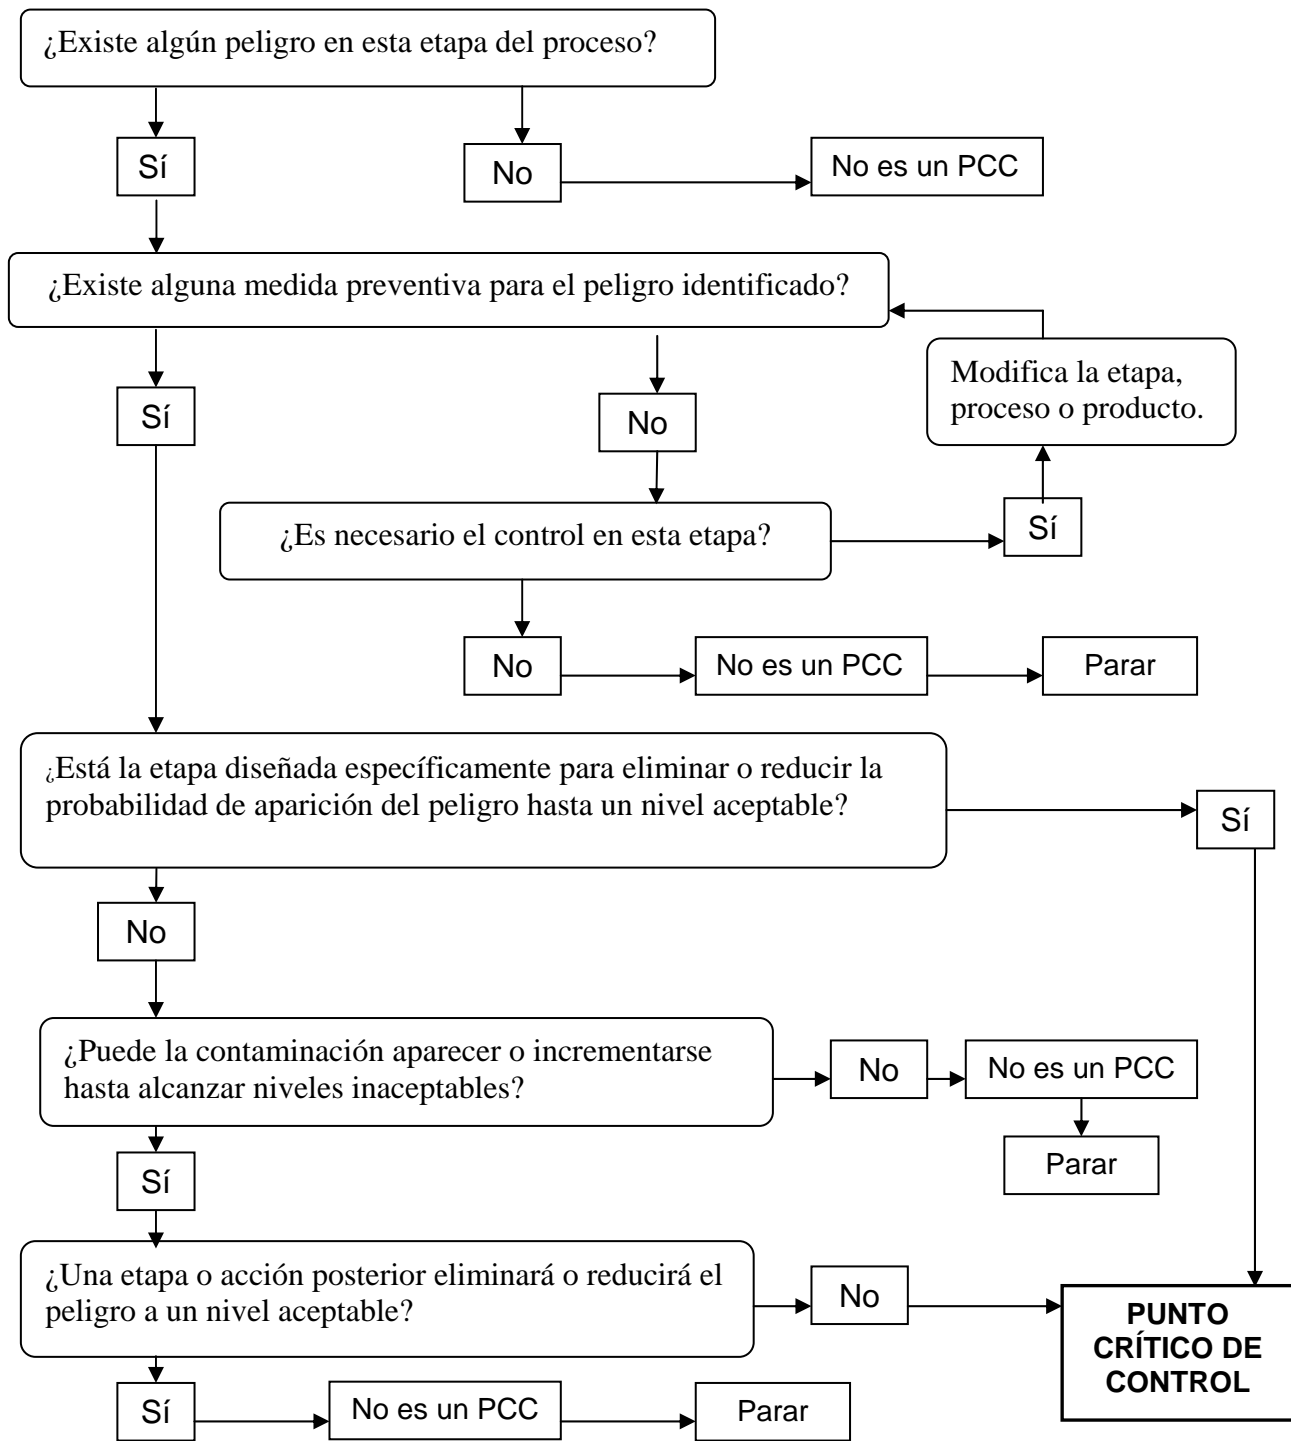 ¿Existe algún peligro en esta etapa del proceso?
Sí
No
No es un PCC
¿Existe alguna medida preventiva para el peligro identificado?
Sí
No
Modifica la etapa,
proceso o producto.
¿Es necesario el control en esta etapa?
Sí
No
No es un PCC
Parar
¿Está la etapa diseñada específicamente para eliminar o reducir la
probabilidad de aparición del peligro hasta un nivel aceptable?
Sí
No
¿Puede la contaminación aparecer o incrementarse
hasta alcanzar niveles inaceptables?
No
No es un PCC
Parar
Sí
¿Una etapa o acción posterior eliminará o reducirá el
peligro a un nivel aceptable?
No
PUNTO
CRÍTICO DE
CONTROL
Sí
No es un PCC
Parar